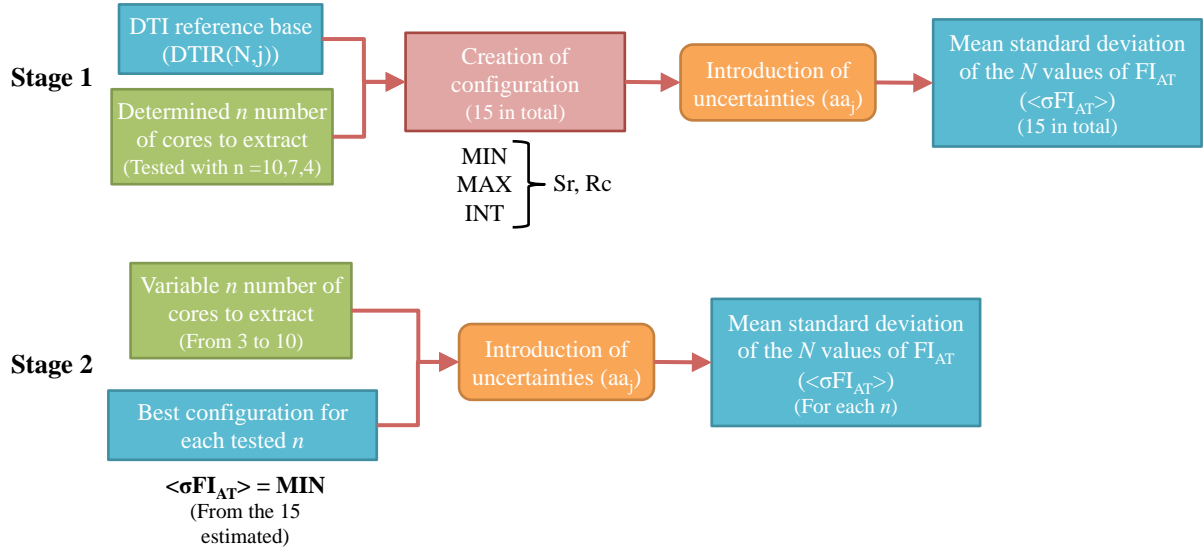 Stage 1
DTI reference base
(DTIR(N,j))
Determined n number
of cores to extract
(Tested with n =10,7,4)
Creation of
configuration
(15 in total)
MIN
MAX
INT
Sr, Rc
Introduction of
uncertainties (aaj)
Mean standard deviation
of the N values of FIAT
(<σFIAT>)
(15 in total)
Stage 2
Variable n number of
cores to extract
(From 3 to 10)
Best configuration for
each tested n
<σFIAT> = MIN
(From the 15
estimated)
Introduction of
uncertainties (aaj)
Mean standard deviation
of the N values of FIAT
(<σFIAT>)
(For each n)